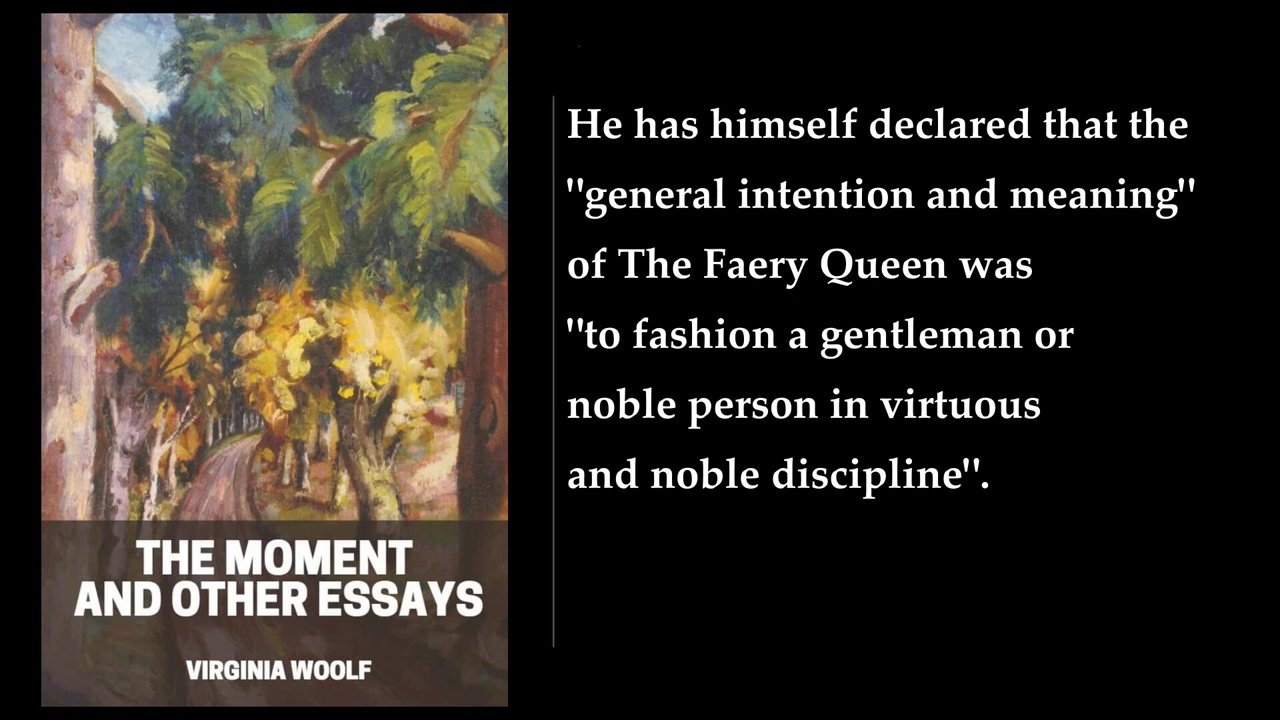 THE MOMENT
AND OTHER ESSAYS
VIRGINIA WOOLF
He has himself declared that the
"general intention and meaning"
of The Faery Queen was
"to fashion a gentleman or
noble person in virtuous
and noble discipline".